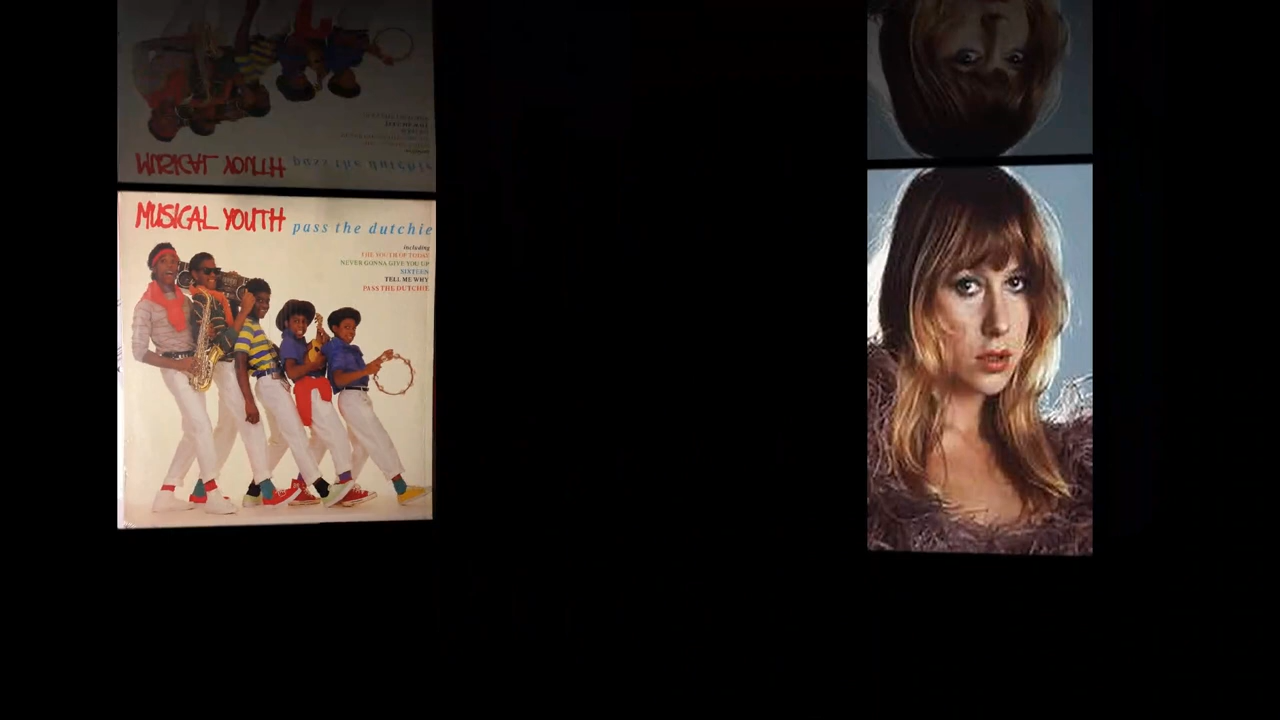 MUSICAL YOUTH pass the dutchie
including
THE YOUTH OF TODAY
NEVER GONNA GIVE YOU UP
SIXTEEN
TELL ME WHY
PASS THE DUTCHIE